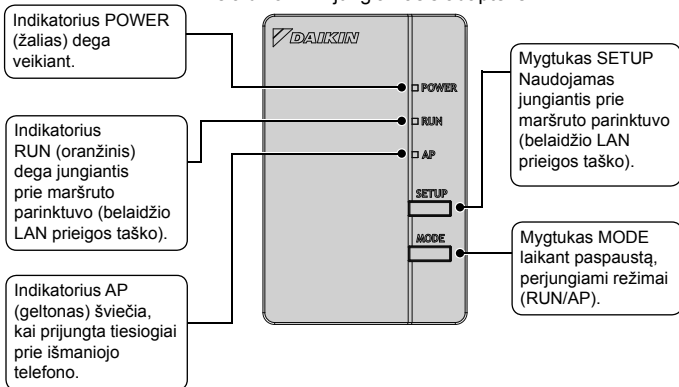 Indikatorius POWER
(žalias) dega
veikiant.
Indikatorius
RUN (oranžinis)
dega jungiantis
prie maršruto
parinktuvo (belaidžio
LAN prieigos taško).
Indikatorius AP
(geltonas) šviečia,
kai prijungta tiesiogiai
prie išmaniojo
telefono.
DAIKIN
POWER
RUN
AP
SETUP
MODE
Mygtukas SETUP
Naudojamas
jungiantis prie
maršruto parinktuvo
(belaidžio LAN
prieigos taško).
Mygtukas MODE
laikant paspaustą,
perjungiami režimai
(RUN/AP).